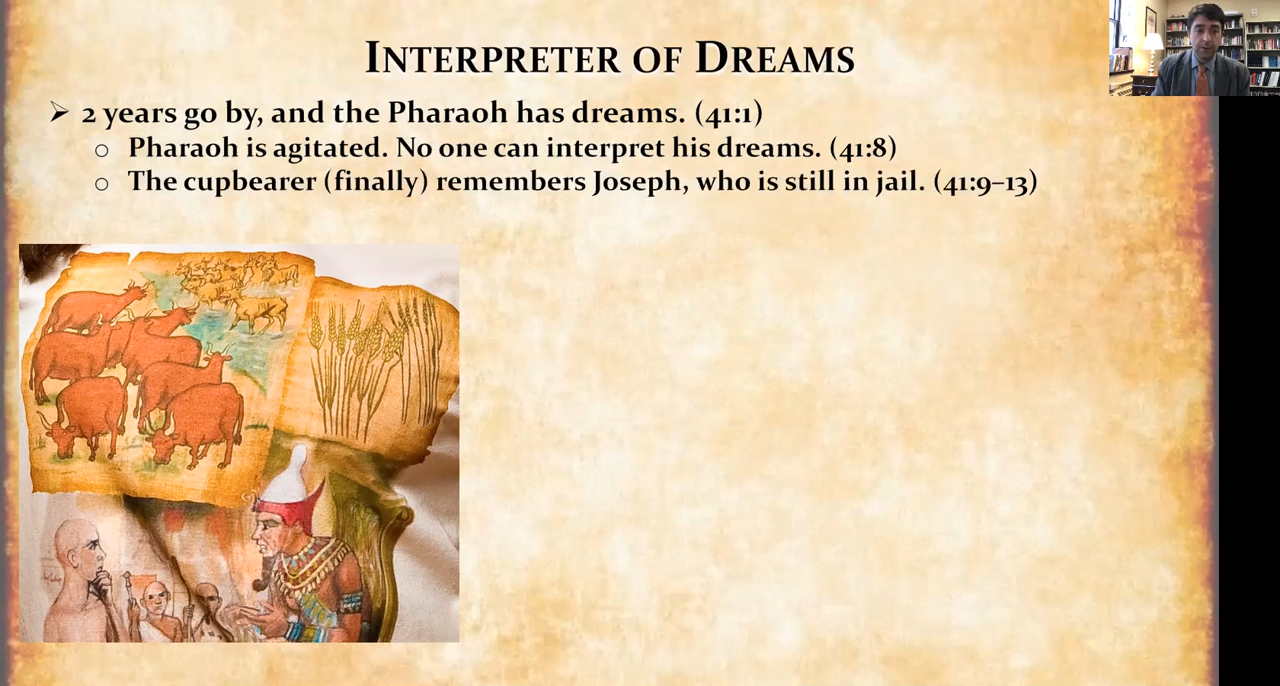 Interpreter of Dreams
➢ 2 years go by, and the Pharaoh has dreams. (41:1)
○ Pharaoh is agitated. No one can interpret his dreams. (41:8)
○ The cupbearer (finally) remembers Joseph, who is still in jail. (41:9–13)